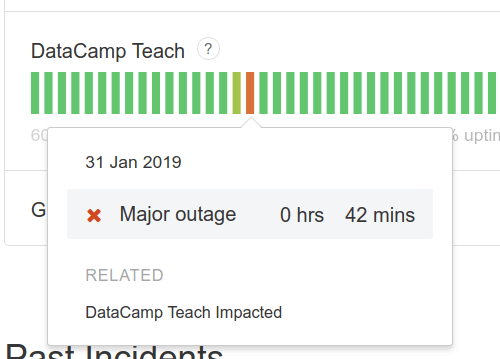 DataCamp Teach ?
60
% uptim
31 Jan 2019
Major outage 0 hrs 42 mins
G
RELATED
DataCamp Teach Impacted
Past Incidents